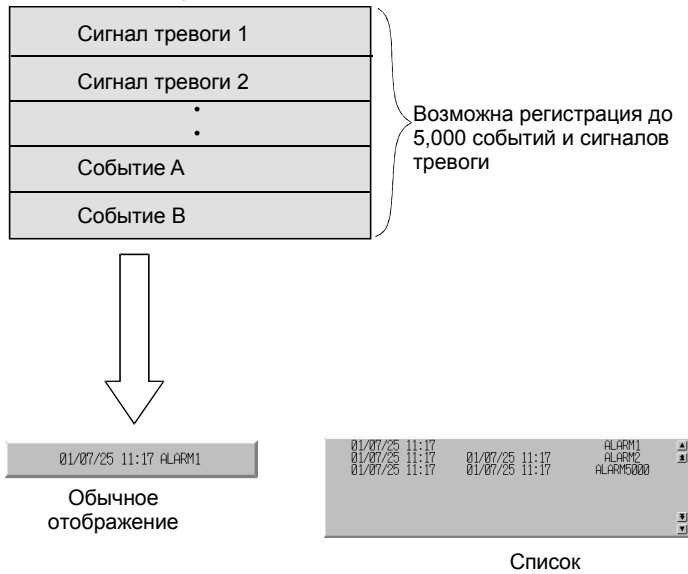 Сигнал тревоги 1
Сигнал тревоги 2
Событие A
Событие B
Возможна регистрация до
5,000 событий и сигналов
тревоги
01/07/25 11:17 ALARM1
Обычное
отображение
01/07/25 11:17 ALARM1
01/07/25 11:17 01/07/25 11:17 ALARM2
01/07/25 11:17 01/07/25 11:17 ALARM5000
Список